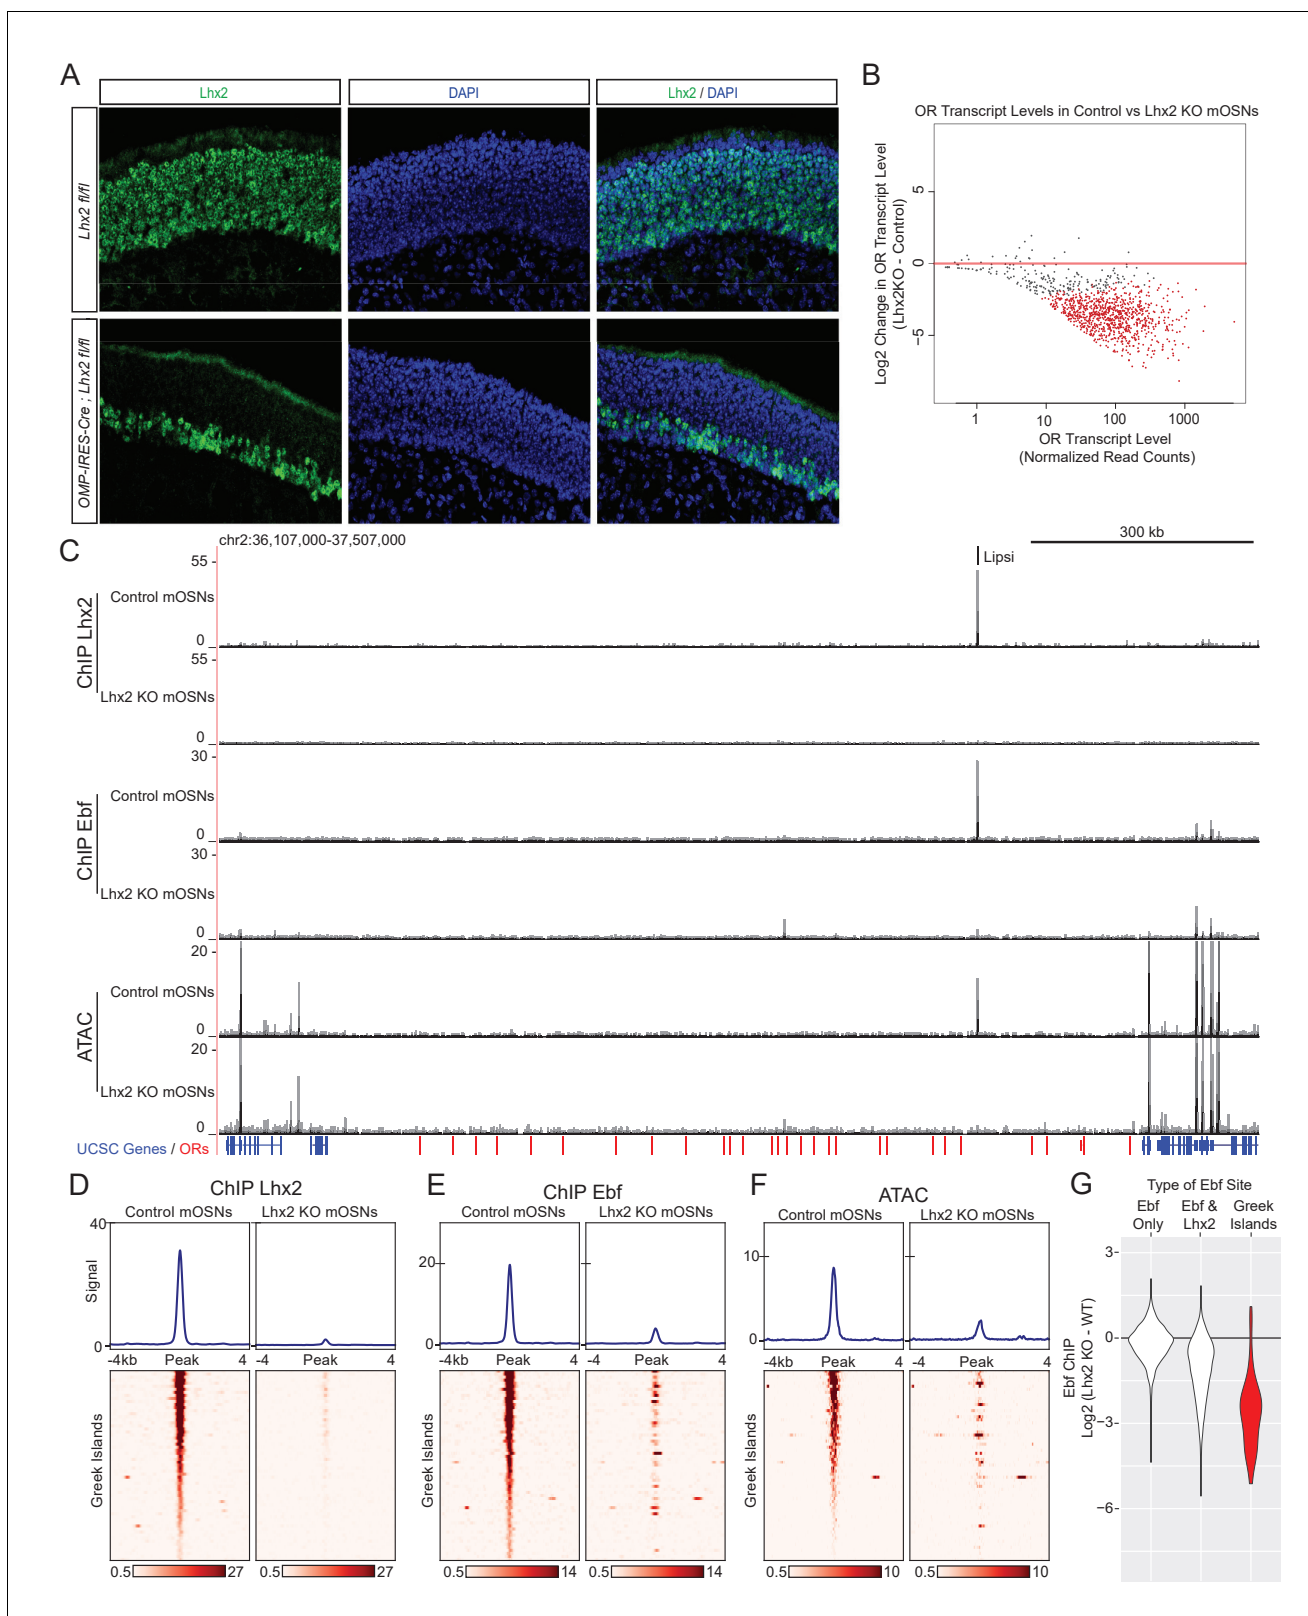 A
Lhx2
DAPI
Lhx2 / DAPI
Lhx2 fl/fl
OMP-IRES-Cre ; Lhx2 fl/fl
B
OR Transcript Levels in Control vs Lhx2 KO mOSNs
Log2 Change in OR Transcript Level
(Lhx2KO - Control)
5
0
−5
1
10
100
1000
OR Transcript Level
(Normalized Read Counts)
C
chr2:36,107,000-37,507,000
300 kb
Lipsi
ChIP Lhx2
55
Control mOSNs
0
55
Lhx2 KO mOSNs
0
ChIP Ebf
30
Control mOSNs
0
30
Lhx2 KO mOSNs
0
ATAC
20
Control mOSNs
0
20
Lhx2 KO mOSNs
0
UCSC Genes / ORs
D
ChIP Lhx2
Control mOSNs
Lhx2 KO mOSNs
Signal
40
0
-4kb Peak 4
-4 Peak 4
Greek Islands
0.5 27
0.5 27
E
ChIP Ebf
Control mOSNs
Lhx2 KO mOSNs
20
0
-4kb Peak 4
-4 Peak 4
Greek Islands
0.5 14
0.5 14
F
ATAC
Control mOSNs
Lhx2 KO mOSNs
10
0
-4kb Peak 4
-4 Peak 4
Greek Islands
0.5 10
0.5 10
G
Type of Ebf Site
Ebf Only
Ebf & Lhx2
Greek Islands
Ebf ChIP
Log2 (Lhx2 KO - WT)
3
0
−3
−6